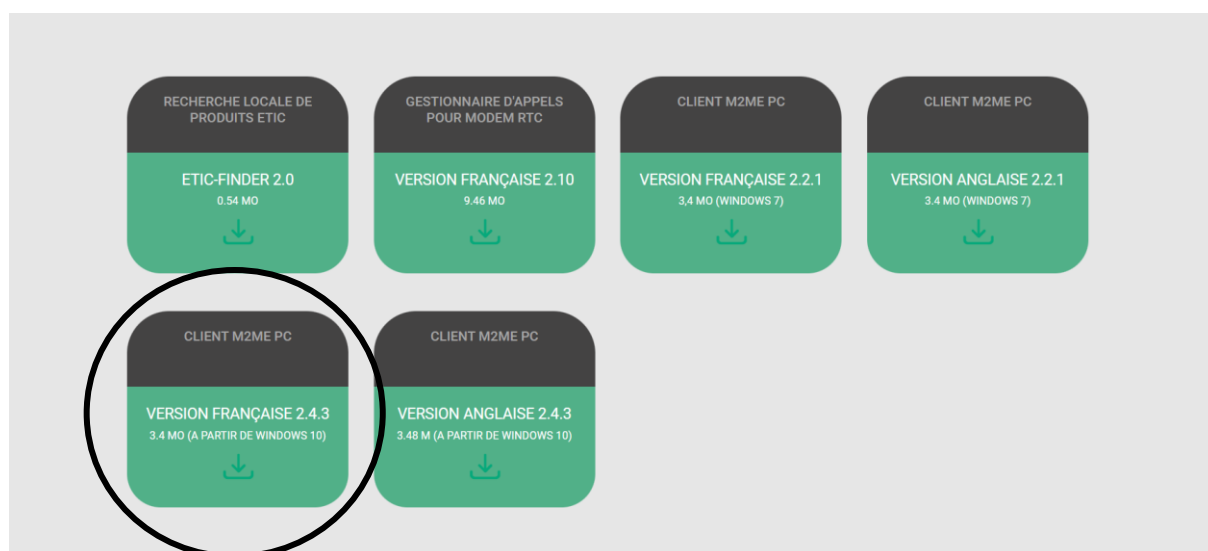 RECHERCHE LOCALE DE
PRODUITS ETIC
ETIC-FINDER 2.0
0.54 MO
GESTIONNAIRE D'APPELS
POUR MODEM RTC
VERSION FRANÇAISE 2.10
9.46 MO
CLIENT M2ME PC
VERSION FRANÇAISE 2.2.1
3,4 MO (WINDOWS 7)
CLIENT M2ME PC
VERSION ANGLAISE 2.2.1
3.4 MO (WINDOWS 7)
CLIENT M2ME PC
VERSION FRANÇAISE 2.4.3
3.4 MO (A PARTIR DE WINDOWS 10)
CLIENT M2ME PC
VERSION ANGLAISE 2.4.3
3.48 M (A PARTIR DE WINDOWS 10)